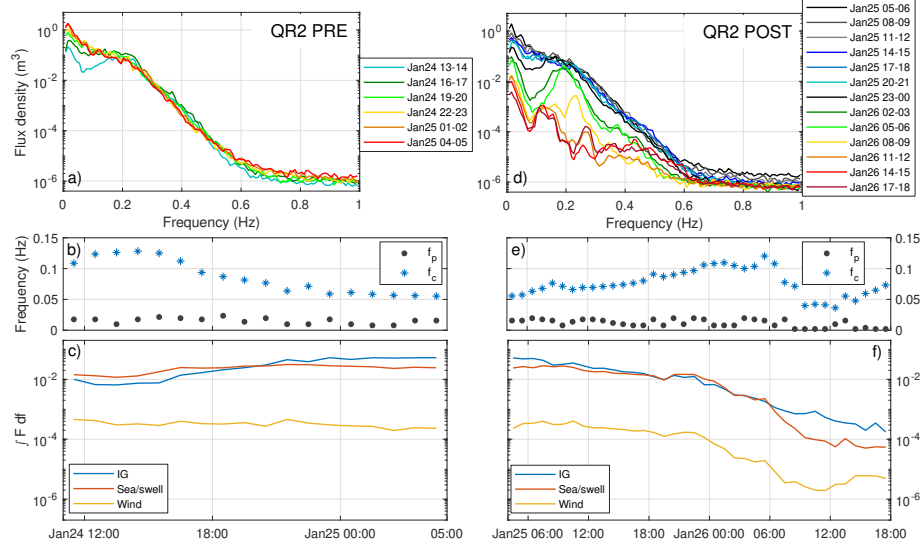 QR2 PRE
Flux density (m³)
10⁰
10⁻²
10⁻⁴
10⁻⁶
a)
0
0.2
0.4
0.6
0.8
1
Frequency (Hz)
Jan24 13-14
Jan24 16-17
Jan24 19-20
Jan24 22-23
Jan25 01-02
Jan25 04-05
QR2 POST
10⁰
10⁻²
10⁻⁴
10⁻⁶
d)
0
0.2
0.4
0.6
0.8
1
Frequency (Hz)
Jan25 05-06
Jan25 08-09
Jan25 11-12
Jan25 14-15
Jan25 17-18
Jan25 20-21
Jan25 23-00
Jan26 02-03
Jan26 05-06
Jan26 08-09
Jan26 11-12
Jan26 14-15
Jan26 17-18
b)
Frequency (Hz)
0.15
0.1
0.05
0
f_p
f_c
e)
0.15
0.1
0.05
0
f_p
f_c
c)
∫ F df
10⁻²
10⁻⁴
10⁻⁶
IG
Sea/swell
Wind
Jan24 12:00
18:00
Jan25 00:00
05:00
f)
10⁻²
10⁻⁴
10⁻⁶
IG
Sea/swell
Wind
Jan25 06:00
12:00
18:00
Jan26 00:00
06:00
12:00
18:00